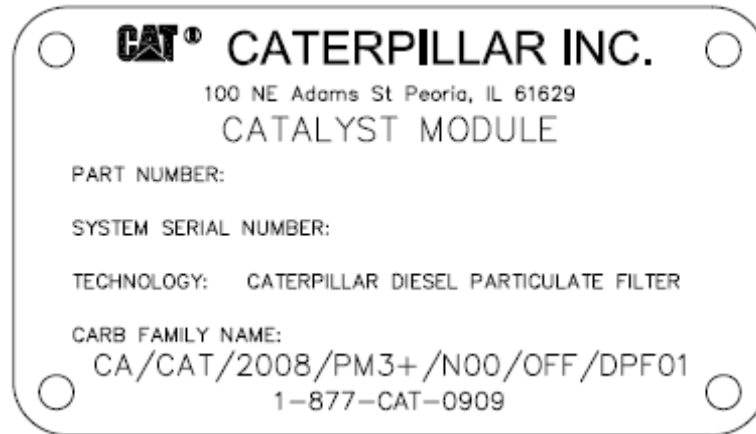 CAT® CATERPILLAR INC.
100 NE Adams St Peoria, IL 61629
CATALYST MODULE
PART NUMBER:
SYSTEM SERIAL NUMBER:
TECHNOLOGY: CATERPILLAR DIESEL PARTICULATE FILTER
CARB FAMILY NAME:
CA/CAT/2008/PM3+/N00/OFF/DPF01
1-877-CAT-0909